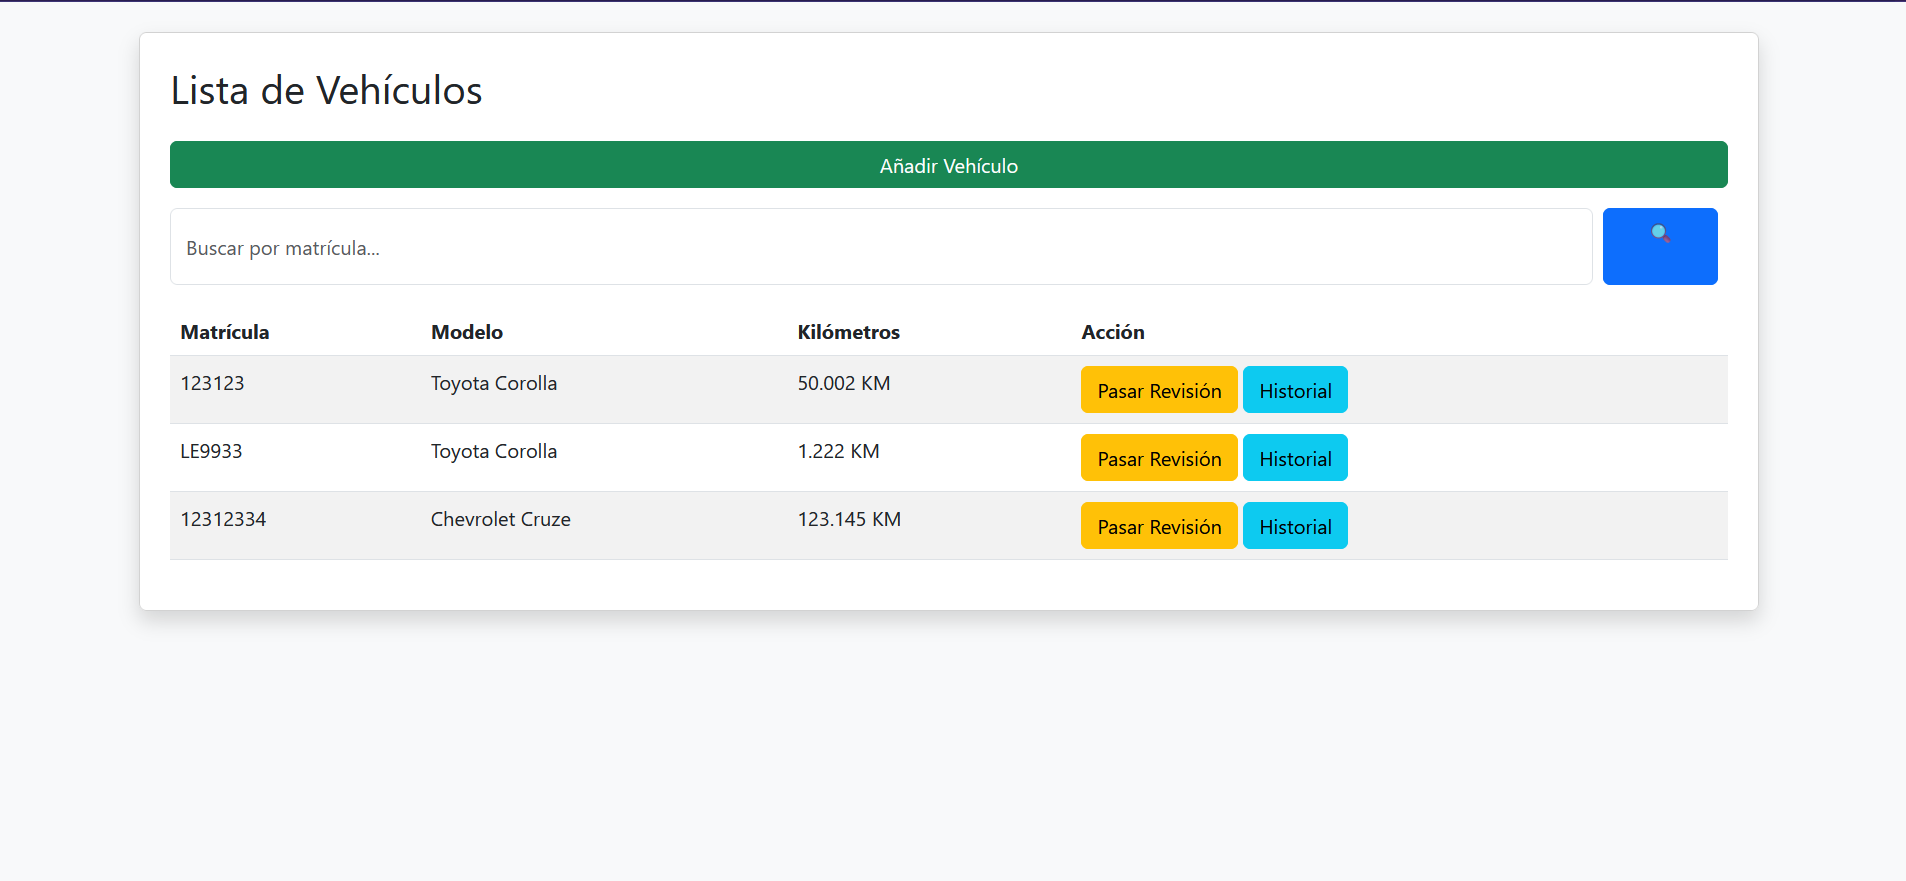 Lista de Vehículos
Añadir Vehículo
Buscar por matrícula...
Matrícula Modelo Kilómetros Acción
123123 Toyota Corolla 50.002 KM Pasar Revisión Historial
LE9933 Toyota Corolla 1.222 KM Pasar Revisión Historial
12312334 Chevrolet Cruze 123.145 KM Pasar Revisión Historial